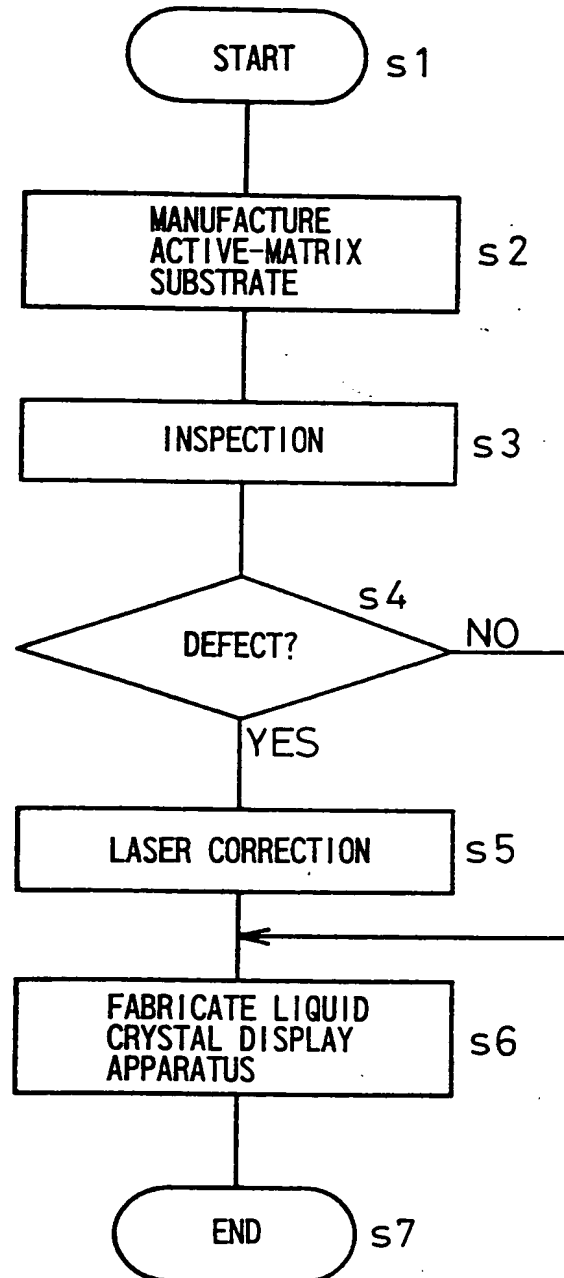 START s1
MANUFACTURE
ACTIVE-MATRIX
SUBSTRATE
s2
INSPECTION s3
s4
DEFECT? NO
YES
LASER CORRECTION s5
FABRICATE LIQUID
CRYSTAL DISPLAY
APPARATUS
s6
END s7